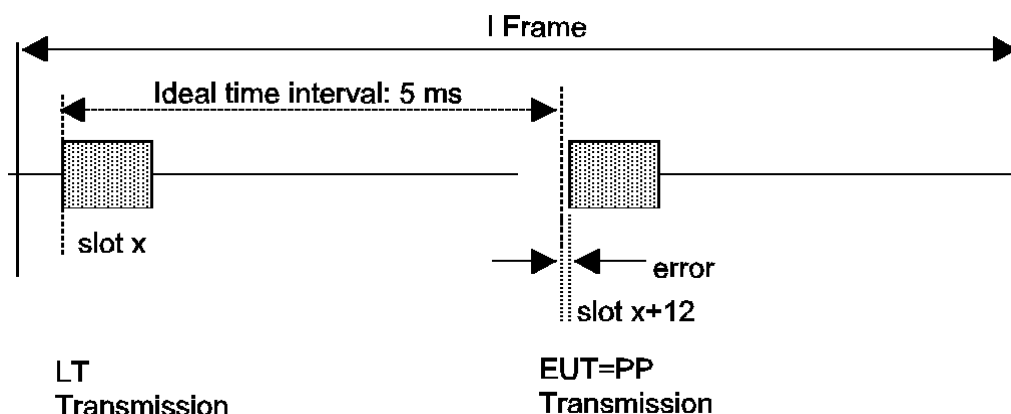 I Frame
Ideal time interval: 5 ms
slot x
error
slot x+12
LT
Transmission
EUT=PP
Transmission